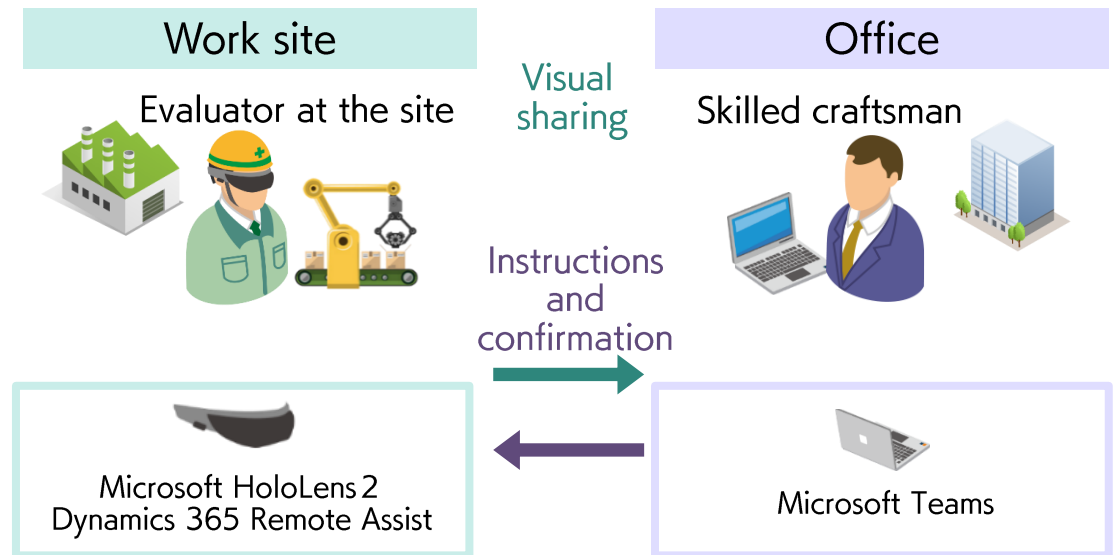 Work site
Office
Evaluator at the site
Visual
sharing
Skilled craftsman
Instructions
and
confirmation
Microsoft HoloLens 2
Dynamics 365 Remote Assist
Microsoft Teams